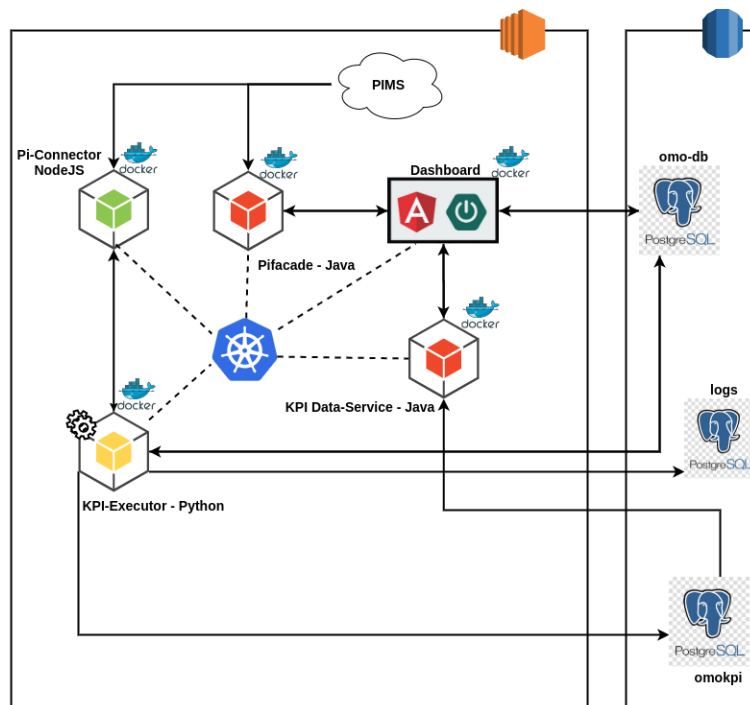 PIMS
Pi-Connector
NodeJS
docker
docker
Dashboard
docker
omo-db
PostgreSQL
Pifacade - Java
docker
KPI Data-Service - Java
docker
logs
PostgreSQL
KPI-Executor - Python
PostgreSQL
omokpi